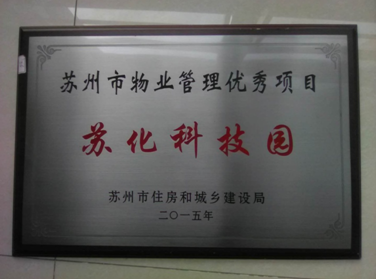 苏州市物业管理优秀项目
苏化科技园
苏州市住房和城乡建设局
二〇一五年